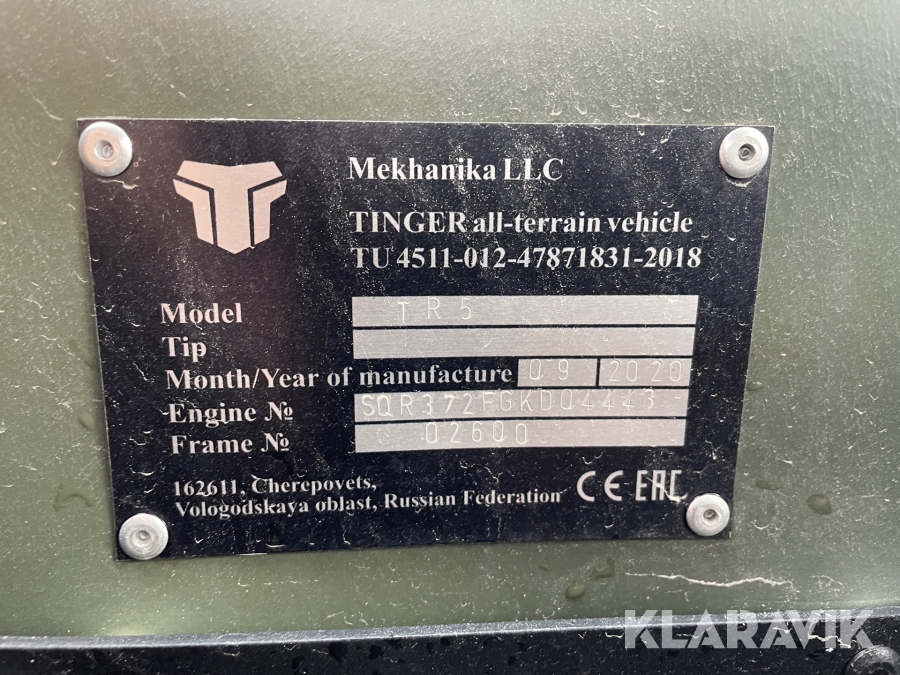 Mekhanika LLC
TINGER all-terrain vehicle
TU 4511-012-47871831-2018
Model TR5
Tip
Month/Year of manufacture 09 2020
Engine № SQR372FGKD04443
Frame № 02600
162611, Cherepovets,
Vologodskaya oblast, Russian Federation CE EAC
KLARAVIK